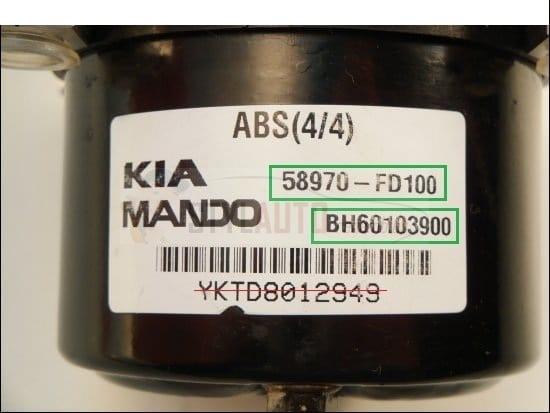 ABS(4/4)
KIA 58970-FD100
MANDO BH60103900
YKTD8012949